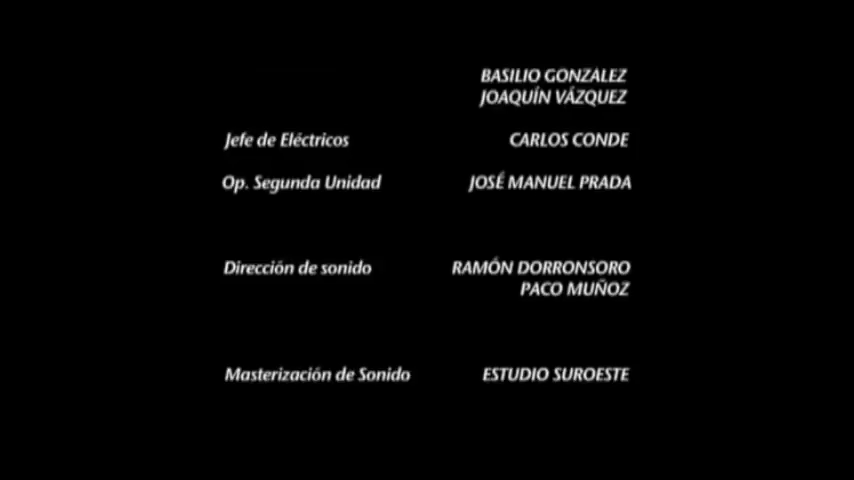 BASILIO GONZÁLEZ
JOAQUÍN VÁZQUEZ
Jefe de Eléctricos CARLOS CONDE
Op. Segunda Unidad JOSÉ MANUEL PRADA
Dirección de sonido RAMÓN DORRONSORO
PACO MUÑOZ
Masterización de Sonido ESTUDIO SUROESTE